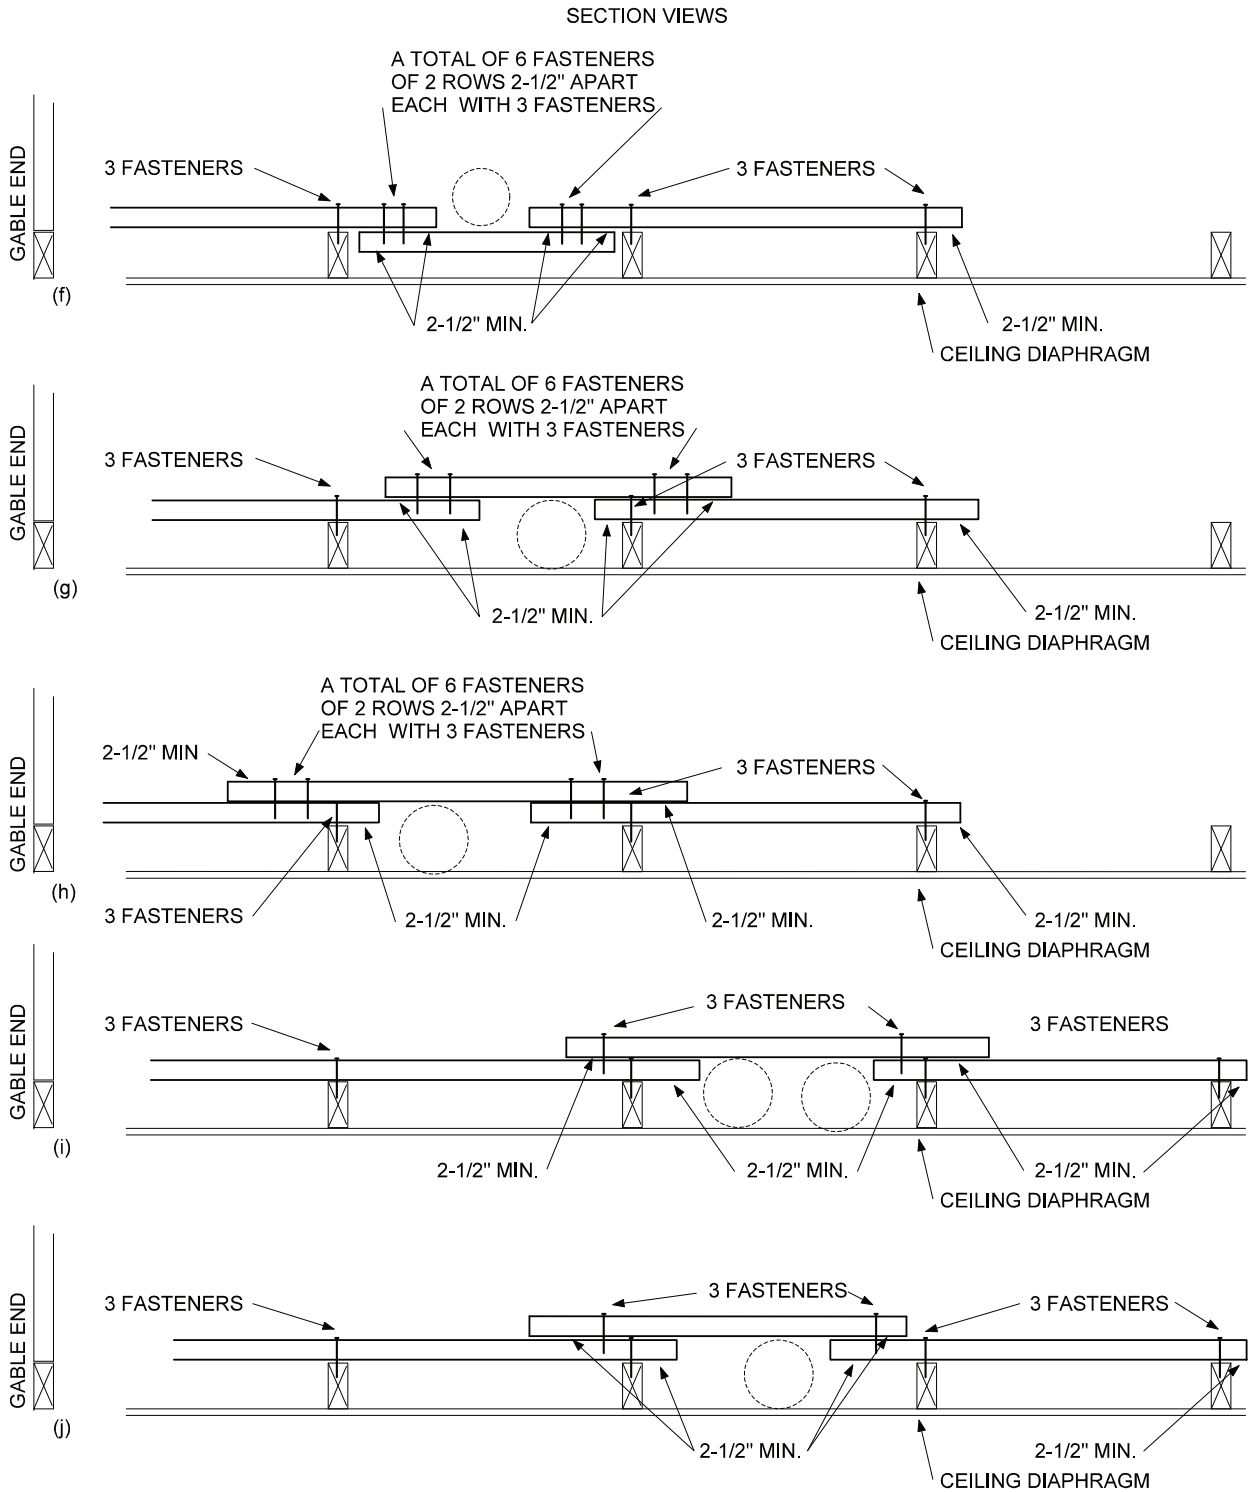 SECTION VIEWS
A TOTAL OF 6 FASTENERS
OF 2 ROWS 2-1/2" APART
EACH WITH 3 FASTENERS
3 FASTENERS
3 FASTENERS
GABLE END
(f)
2-1/2" MIN.
2-1/2" MIN.
CEILING DIAPHRAGM
A TOTAL OF 6 FASTENERS
OF 2 ROWS 2-1/2" APART
EACH WITH 3 FASTENERS
3 FASTENERS
3 FASTENERS
GABLE END
(g)
2-1/2" MIN.
2-1/2" MIN.
CEILING DIAPHRAGM
A TOTAL OF 6 FASTENERS
OF 2 ROWS 2-1/2" APART
EACH WITH 3 FASTENERS
2-1/2" MIN
3 FASTENERS
GABLE END
(h)
3 FASTENERS
2-1/2" MIN.
2-1/2" MIN.
2-1/2" MIN.
CEILING DIAPHRAGM
3 FASTENERS
3 FASTENERS
3 FASTENERS
GABLE END
(i)
2-1/2" MIN.
2-1/2" MIN.
2-1/2" MIN.
CEILING DIAPHRAGM
3 FASTENERS
3 FASTENERS
3 FASTENERS
GABLE END
(j)
2-1/2" MIN.
2-1/2" MIN.
CEILING DIAPHRAGM